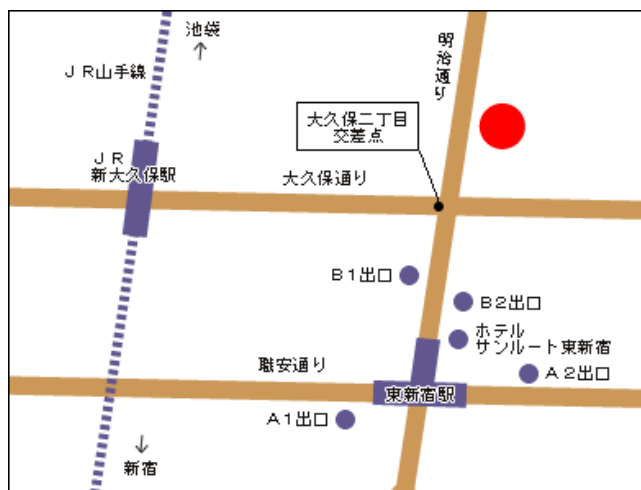 池袋
↑
ＪＲ山手線
明治通り
大久保二丁目
交差点
ＪＲ
新大久保駅
大久保通り
Ｂ１出口
Ｂ２出口
ホテル
サンルート東新宿
職安通り
Ａ２出口
東新宿駅
Ａ１出口
↓
新宿